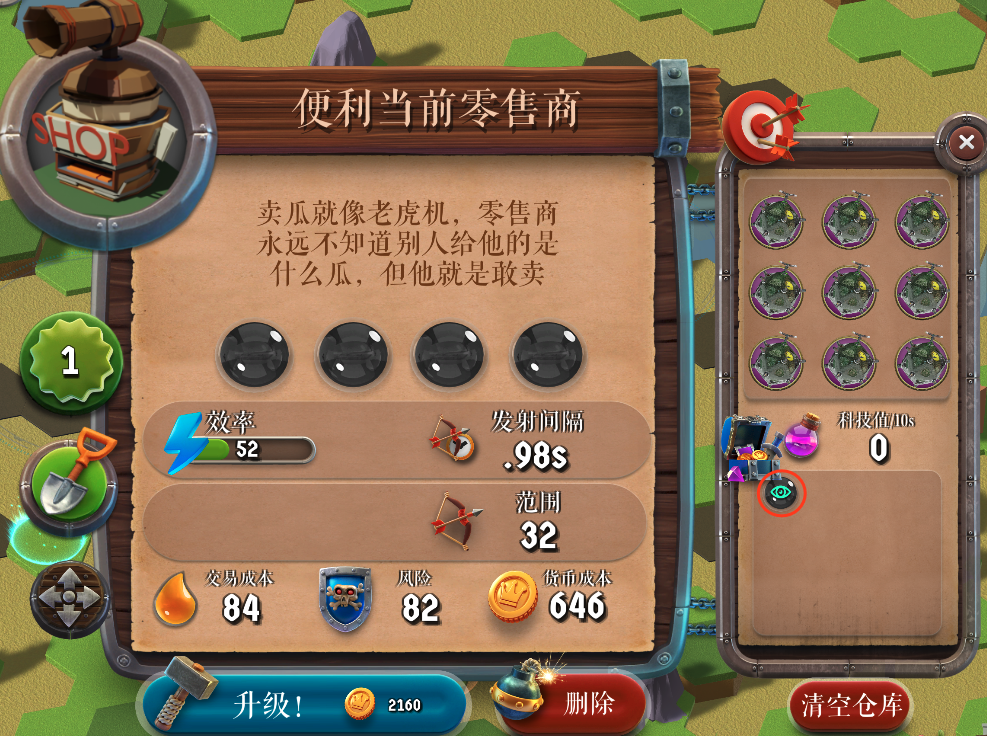 SHOP
便利当前零售商
卖瓜就像老虎机，零售商
永远不知道别人给他的是
什么瓜，但他就是敢卖
1
效率
52
发射间隔
.98s
范围
32
交易成本
84
风险
82
货币成本
646
升级！
2160
删除
科技值/10s
0
清空仓库